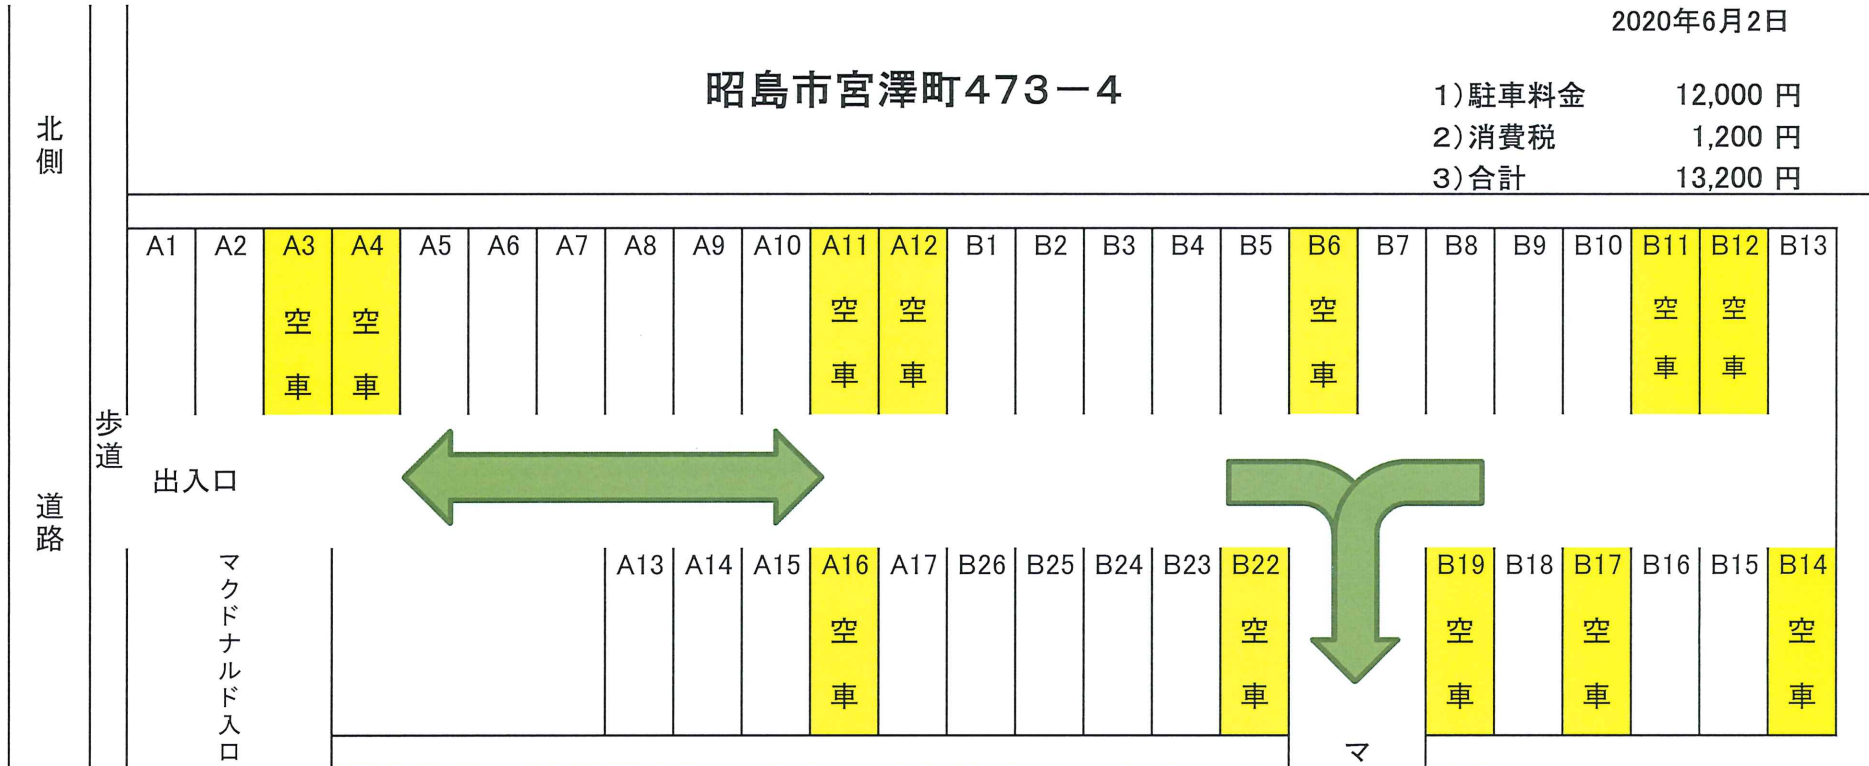 2020年6月2日
昭島市宮澤町473-4
1)駐車料金 12,000 円
2)消費税 1,200 円
3)合計 13,200 円
北側
道路
歩道
A1 A2 A3 A4 A5 A6 A7 A8 A9 A10 A11 A12 B1 B2 B3 B4 B5 B6 B7 B8 B9 B10 B11 B12 B13
空車 空車 空車 空車 空車 空車 空車
出入口
マクドナルド入口
A13 A14 A15 A16 A17 B26 B25 B24 B23 B22 B19 B18 B17 B16 B15 B14
空車 空車 空車 空車 空車
マ